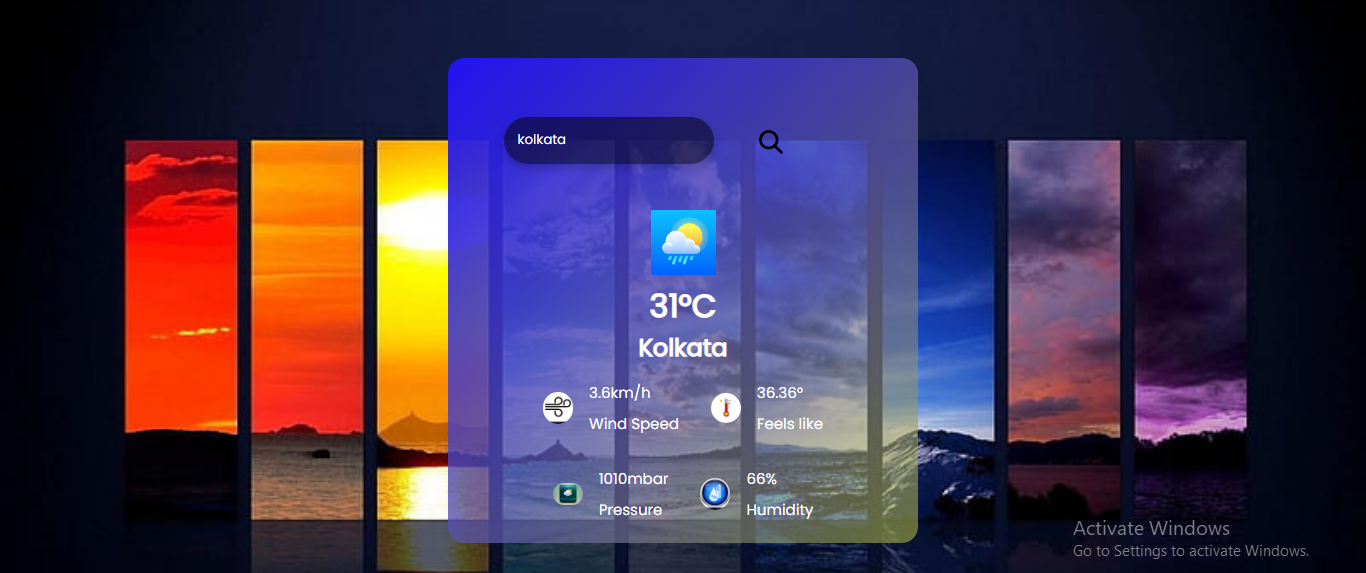 kolkata
31°C
Kolkata
3.6km/h
Wind Speed
36.36°
Feels like
1010mbar
Pressure
66%
Humidity
Activate Windows
Go to Settings to activate Windows.